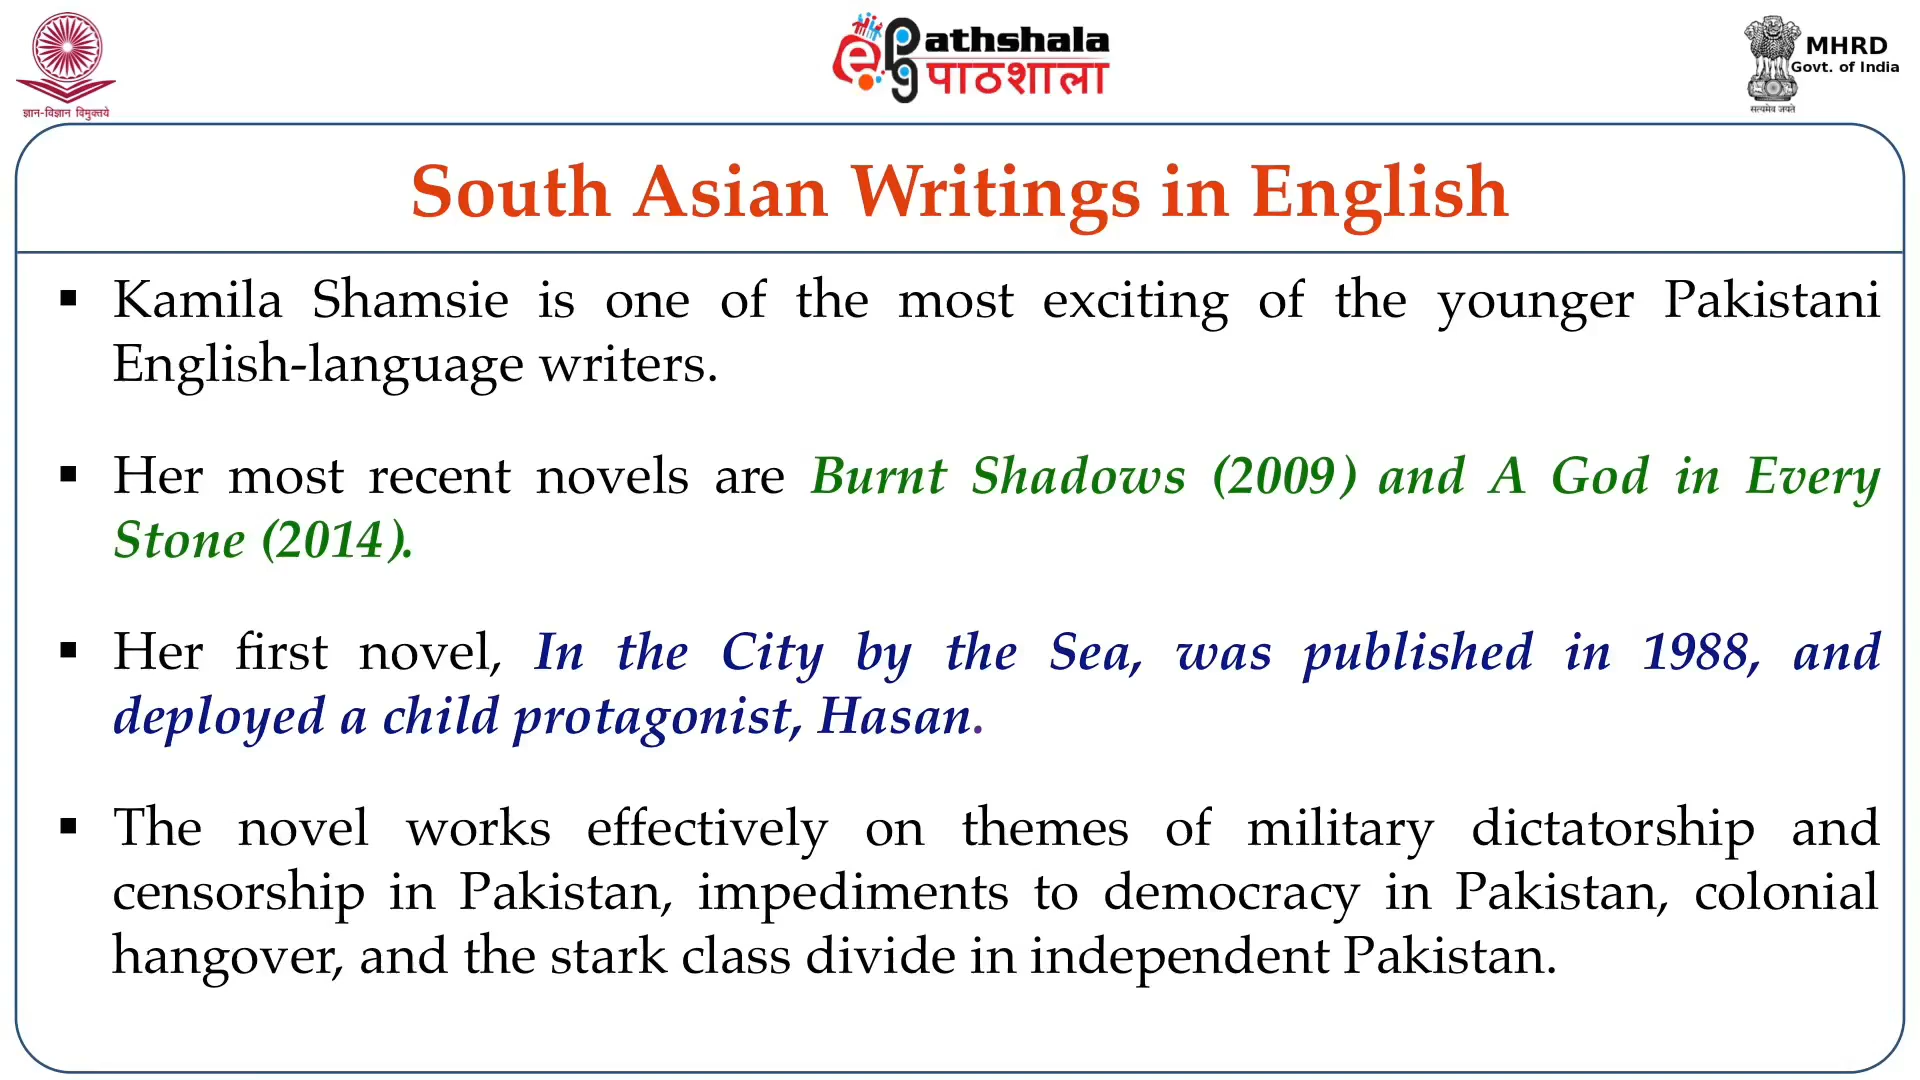 ज्ञान-विज्ञान विमुक्तये
e Pathshala
पाठशाला
MHRD
Govt. of India
सत्यमेव जयते
South Asian Writings in English
▪ Kamila Shamsie is one of the most exciting of the younger Pakistani
English-language writers.
▪ Her most recent novels are Burnt Shadows (2009) and A God in Every
Stone (2014).
▪ Her first novel, In the City by the Sea, was published in 1988, and
deployed a child protagonist, Hasan.
▪ The novel works effectively on themes of military dictatorship and
censorship in Pakistan, impediments to democracy in Pakistan, colonial
hangover, and the stark class divide in independent Pakistan.